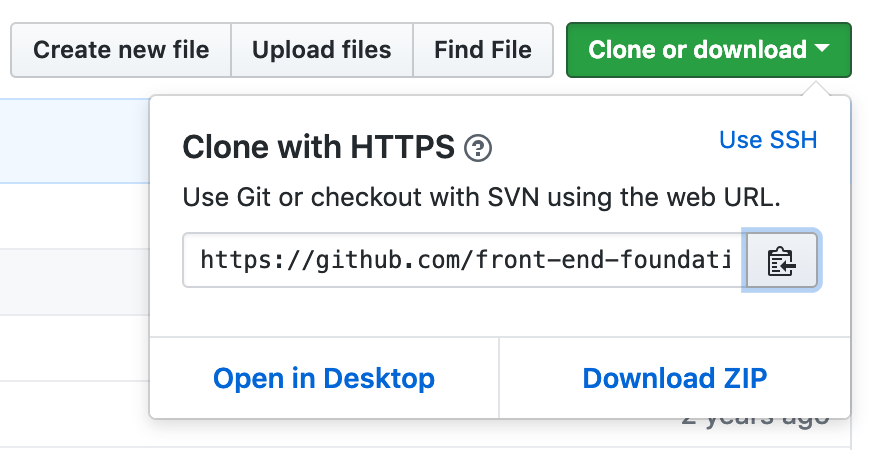 Create new file Upload files Find File Clone or download
Clone with HTTPS ?
Use SSH
Use Git or checkout with SVN using the web URL.
https://github.com/front-end-foundati
Open in Desktop Download ZIP
2 years ago